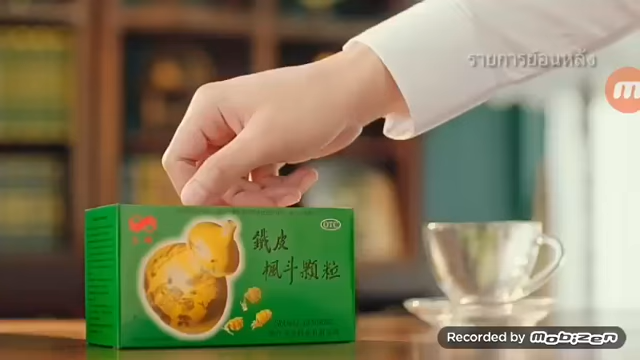 รายการย้อนหลัง
m
OTC
鐵皮
楓斗顆粒
Recorded by mobizen